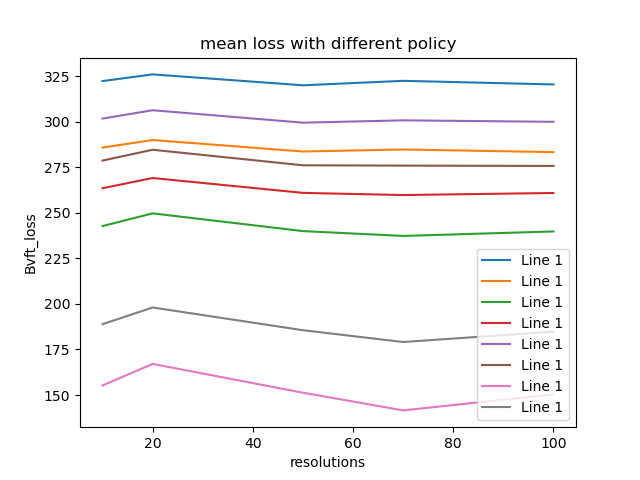 mean loss with different policy
325
300
275
250
225
200
175
150
Bvft_loss
20 40 60 80 100
resolutions
Line 1
Line 1
Line 1
Line 1
Line 1
Line 1
Line 1
Line 1